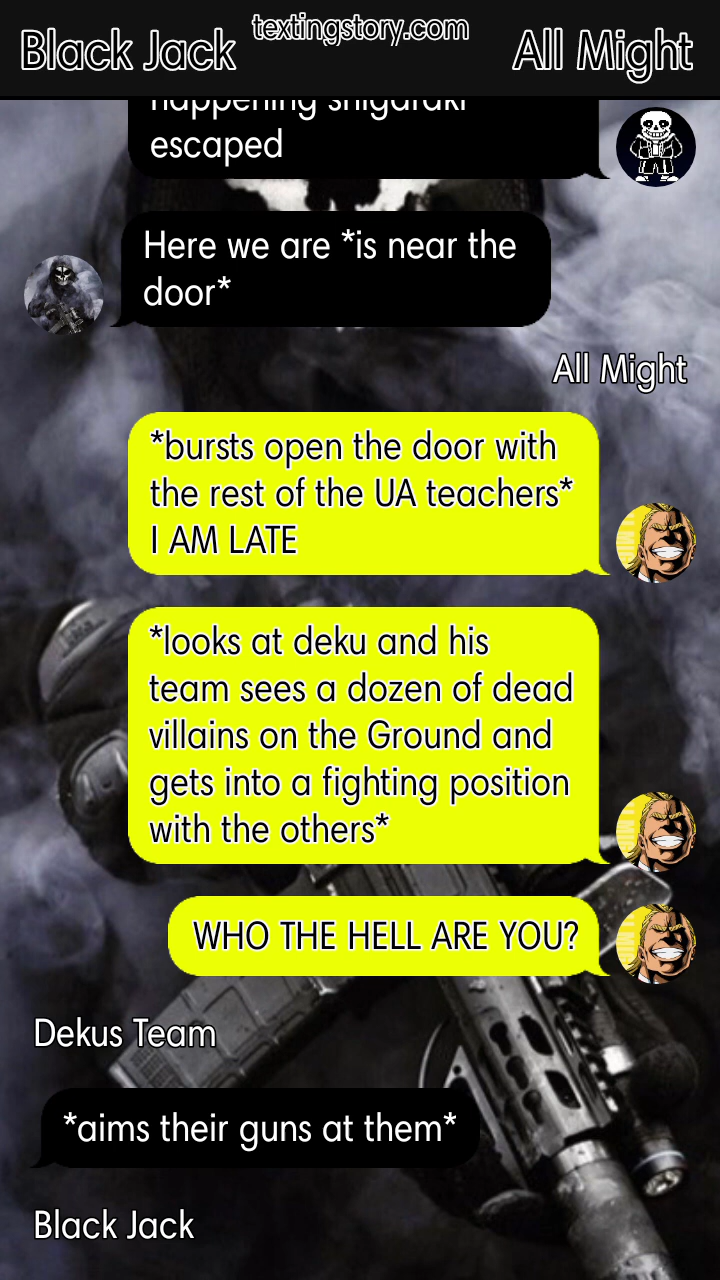 Black Jack
textingstory.com
All Might
happening shigaraki
escaped
Here we are *is near the
door*
All Might
*bursts open the door with
the rest of the UA teachers*
I AM LATE
*looks at deku and his
team sees a dozen of dead
villains on the Ground and
gets into a fighting position
with the others*
WHO THE HELL ARE YOU?
Dekus Team
*aims their guns at them*
Black Jack